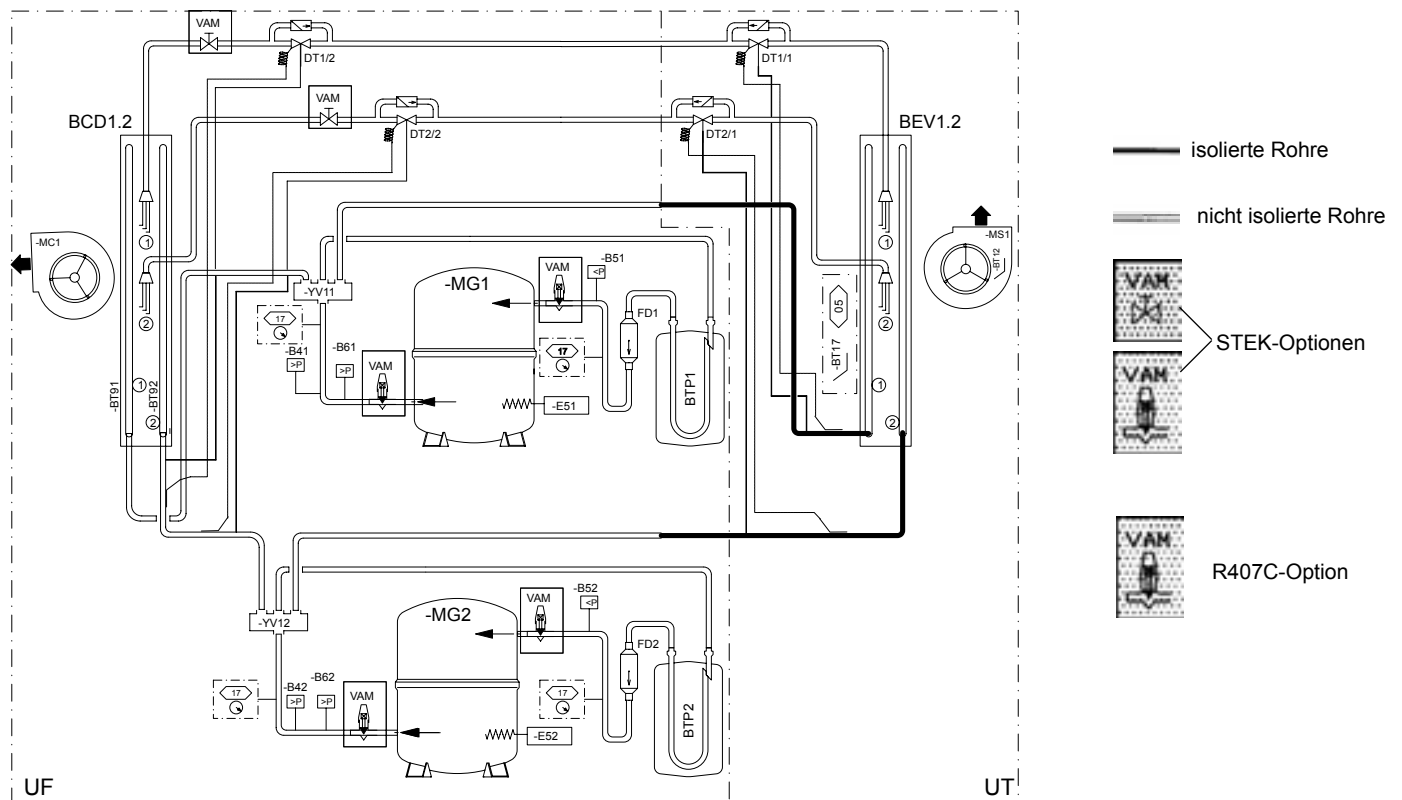 VAM
DT1/2
DT1/1
VAM
BCD1.2
DT2/2
DT2/1
BEV1.2
isolierte Rohre
nicht isolierte Rohre
-MC1
1
2
1
2
-BT91
-BT92
-YV11
17
-B41
>P
-B61
>P
VAM
-MG1
-E51
VAM
-B51
<P
17
FD1
BTP1
05
-BT17
1
2
1
2
-MS1
-BT12
VAM
VAM
STEK-Optionen
VAM
R407C-Option
-YV12
17
-B42
>P
-B62
>P
VAM
-MG2
-E52
VAM
-B52
<P
17
FD2
BTP2
UF
UT